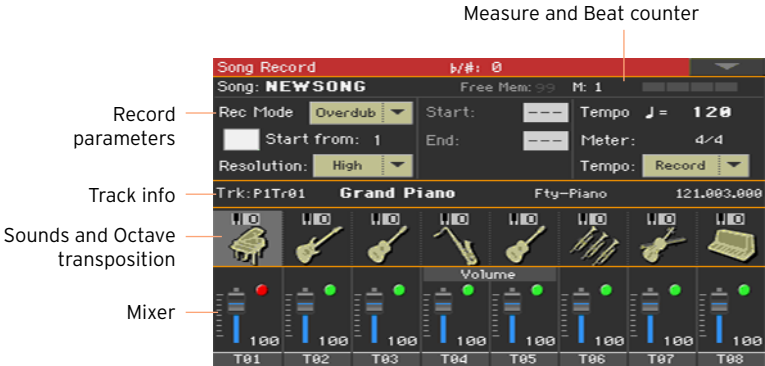 Measure and Beat counter
Song Record ♭/#: 0
Song: NEWSONG Free Mem: 99 M: 1
Record parameters
Rec Mode Overdub Start: --- Tempo ♩= 120
Start from: 1 End: --- Meter: 4/4
Resolution: High Tempo: Record
Track info
Trk:P1Tr01 Grand Piano Fty-Piano 121.003.000
Sounds and Octave transposition
0 0 0 0 0 0 0 0
Volume
Mixer
100 100 100 100 100 100 100 100
T01 T02 T03 T04 T05 T06 T07 T08